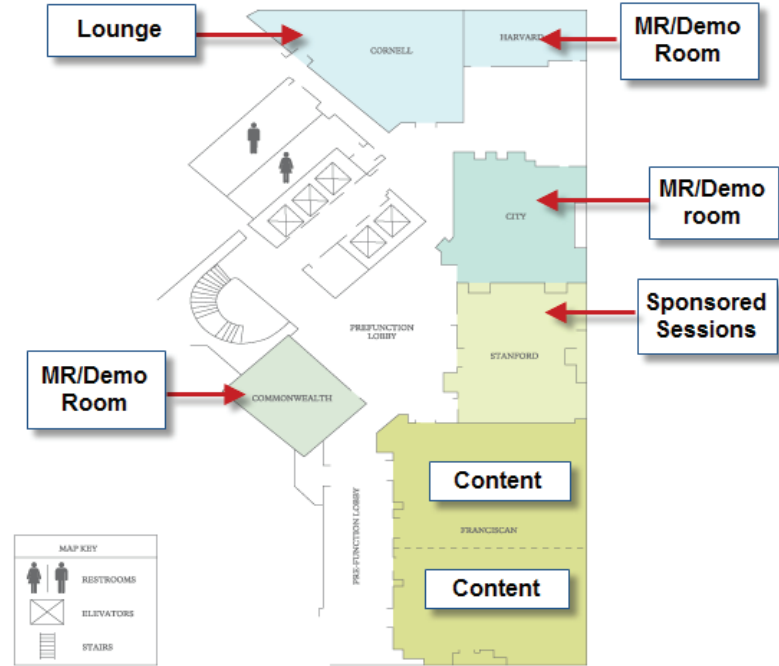 Lounge
CORNELL
HARVARD
MR/Demo
Room
CITY
MR/Demo
room
Sponsored
Sessions
PREFUNCTION
LOBBY
STANFORD
MR/Demo
Room
COMMONWEALTH
Content
PRE-FUNCTION LOBBY
FRANCISCAN
Content
MAP KEY
RESTROOMS
ELEVATORS
STAIRS